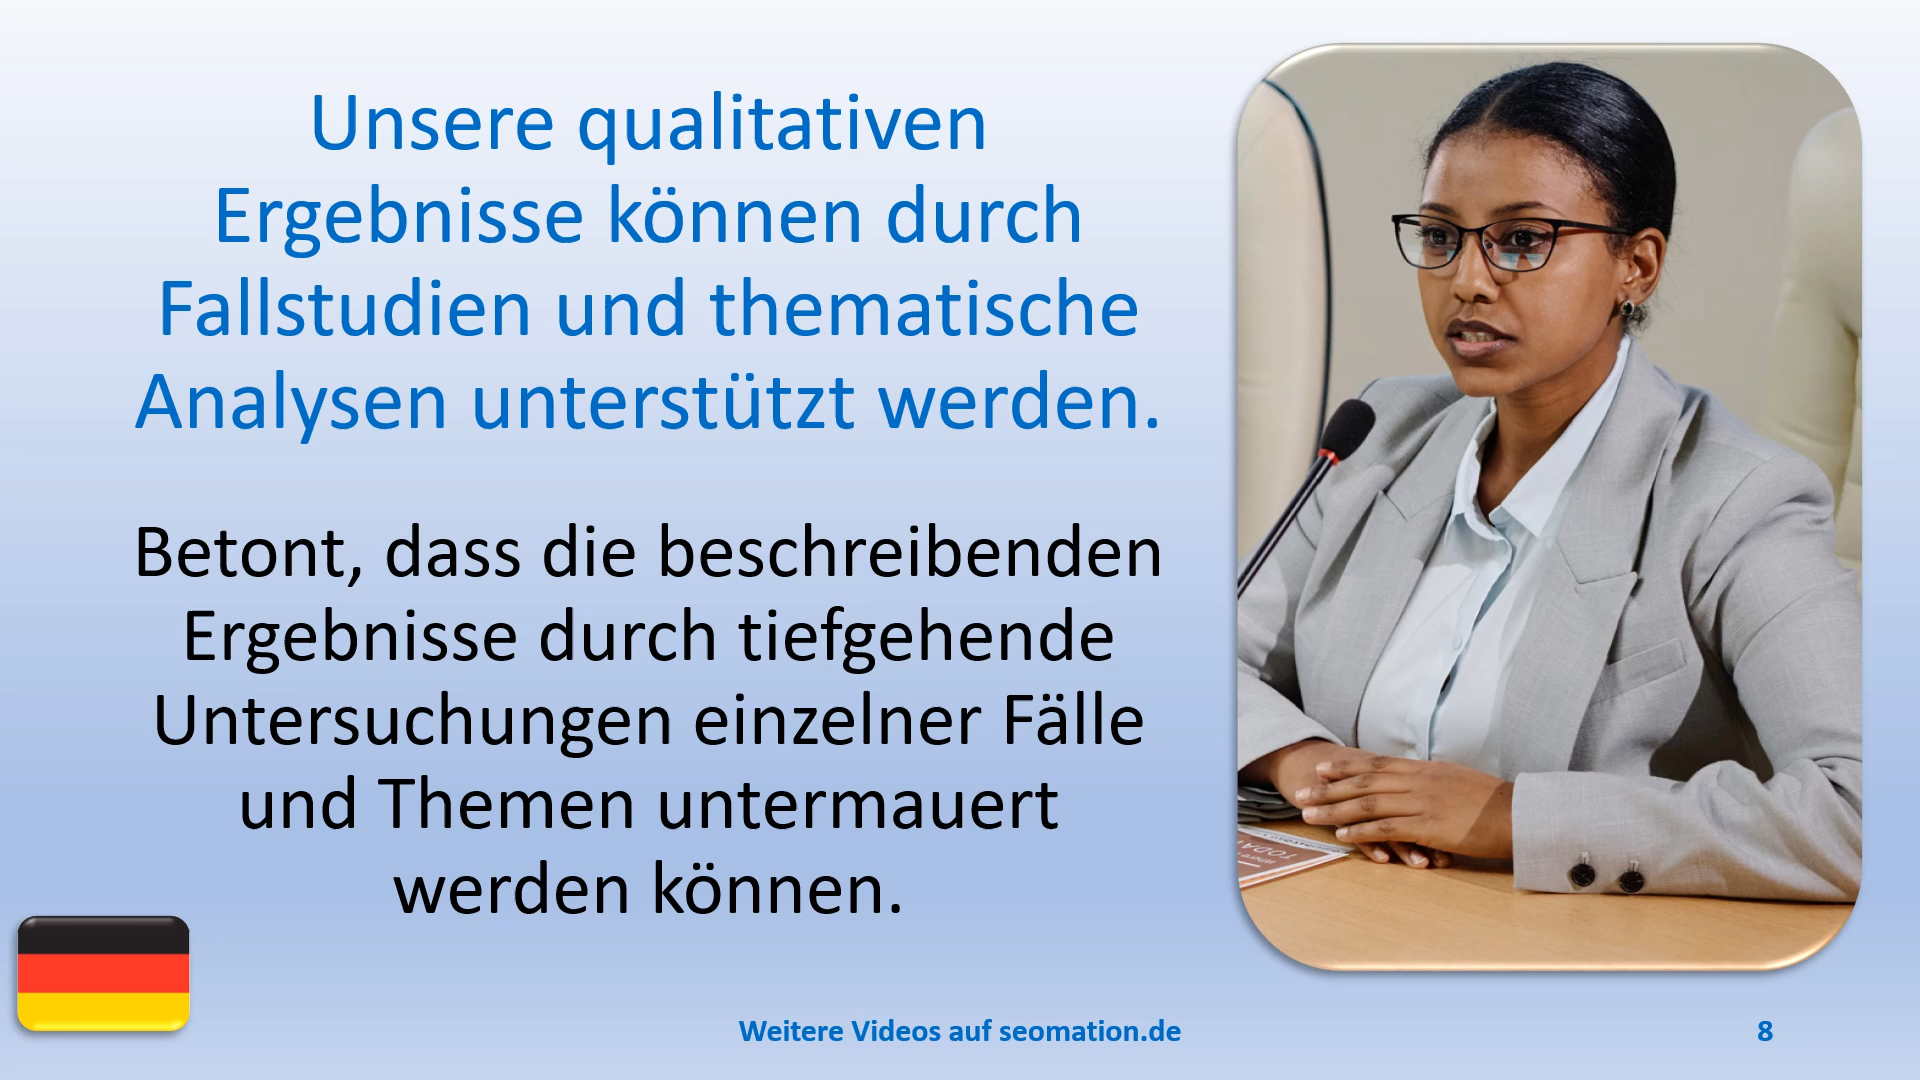 Unsere qualitativen
Ergebnisse können durch
Fallstudien und thematische
Analysen unterstützt werden.
Betont, dass die beschreibenden
Ergebnisse durch tiefgehende
Untersuchungen einzelner Fälle
und Themen untermauert
werden können.
TODAY
Weitere Videos auf seomation.de
8